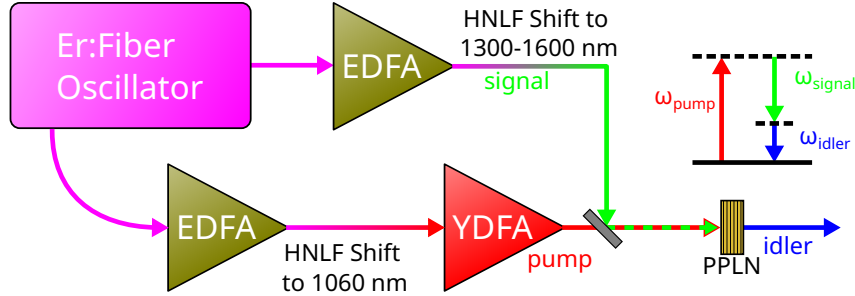 Er:Fiber
Oscillator
EDFA
HNLF Shift to
1300-1600 nm
signal
EDFA
HNLF Shift
to 1060 nm
YDFA
pump
PPLN
idler
ωpump
ωsignal
ωidler